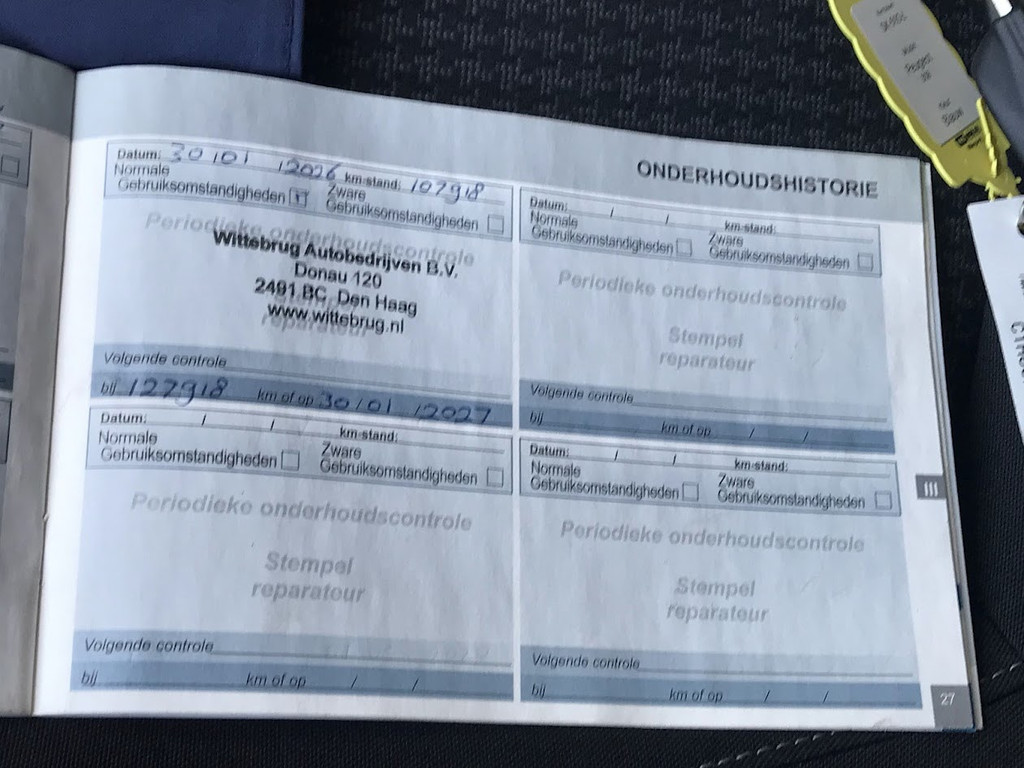 ONDERHOUDSHISTORIE
Datum: 30/01/2026 km-stand: 107918
Normale Gebruiksomstandigheden
Zware Gebruiksomstandigheden
Periodieke onderhoudscontrole
Wittebrug Autobedrijven B.V.
Donau 120
2491 BC Den Haag
www.wittebrug.nl
reparateur
Volgende controle
bij 127918 km of op 30/01/2027
Datum: / / km-stand:
Normale Gebruiksomstandigheden
Zware Gebruiksomstandigheden
Periodieke onderhoudscontrole
Stempel
reparateur
Volgende controle
bij km of op / /
Datum: / / km-stand:
Normale Gebruiksomstandigheden
Zware Gebruiksomstandigheden
Periodieke onderhoudscontrole
Stempel
reparateur
Volgende controle
bij km of op / /
Datum: / / km-stand:
Normale Gebruiksomstandigheden
Zware Gebruiksomstandigheden
Periodieke onderhoudscontrole
Stempel
reparateur
Volgende controle
bij km of op / /
III
27
Peugeot